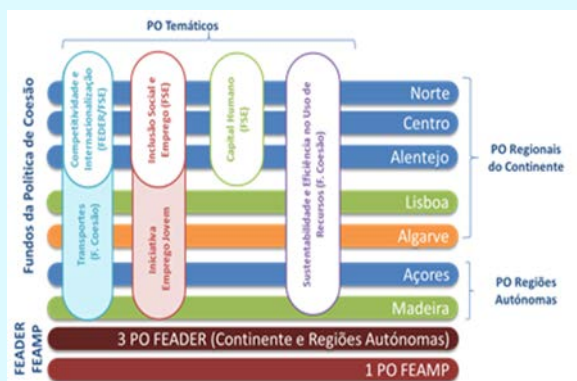 PO Temáticos
Fundos da Política de Coesão
Competitividade e
Internacionalização
(FEDER/FSE)
Transportes
(F. Coesão)
Inclusão Social e
Emprego (FSE)
Iniciativa
Emprego Jovem
Capital Humano
(FSE)
Sustentabilidade e Eficiência no Uso de
Recursos (F. Coesão)
Norte
Centro
Alentejo
Lisboa
Algarve
Açores
Madeira
PO Regionais
do Continente
PO Regiões
Autónomas
FEADER
FEAMP
3 PO FEADER (Continente e Regiões Autónomas)
1 PO FEAMP